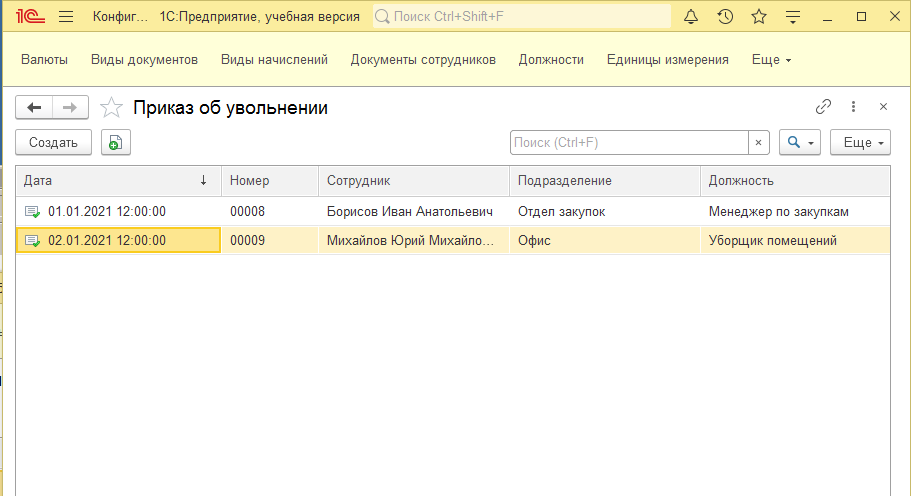 1С Конфиг... 1С:Предприятие, учебная версия Поиск Ctrl+Shift+F
Валюты Виды документов Виды начислений Документы сотрудников Должности Единицы измерения Еще
Приказ об увольнении
Создать Поиск (Ctrl+F) × Еще
Дата ↓ Номер Сотрудник Подразделение Должность
01.01.2021 12:00:00 00008 Борисов Иван Анатольевич Отдел закупок Менеджер по закупкам
02.01.2021 12:00:00 00009 Михайлов Юрий Михайло... Офис Уборщик помещений